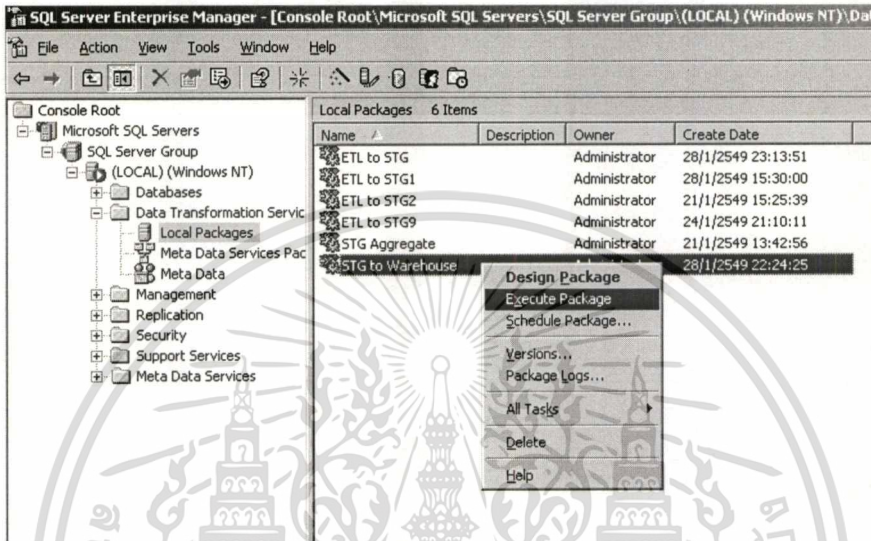 SQL Server Enterprise Manager - [Console Root\Microsoft SQL Servers\SQL Server Group\(LOCAL) (Windows NT)\Dat
File Action View Tools Window Help
Console Root
Microsoft SQL Servers
SQL Server Group
(LOCAL) (Windows NT)
Databases
Data Transformation Servic
Local Packages
Meta Data Services Pac
Meta Data
Management
Replication
Security
Support Services
Meta Data Services
Local Packages 6 Items
Name Description Owner Create Date
ETL to STG Administrator 28/1/2549 23:13:51
ETL to STG1 Administrator 28/1/2549 15:30:00
ETL to STG2 Administrator 21/1/2549 15:25:39
ETL to STG9 Administrator 24/1/2549 21:10:11
STG Aggregate Administrator 21/1/2549 13:42:56
STG to Warehouse 28/1/2549 22:24:25
Design Package
Execute Package
Schedule Package...
Versions...
Package Logs...
All Tasks
Delete
Help